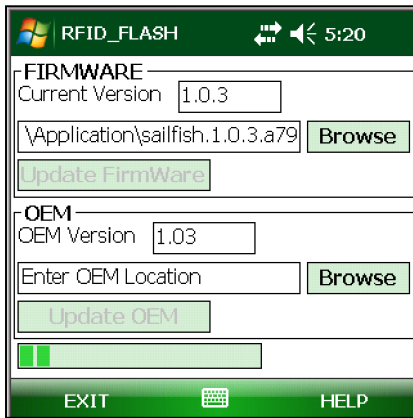 RFID_FLASH 5:20
FIRMWARE
Current Version 1.0.3
\Application\sailfish.1.0.3.a79 Browse
Update FirmWare
OEM
OEM Version 1.03
Enter OEM Location Browse
Update OEM
EXIT HELP